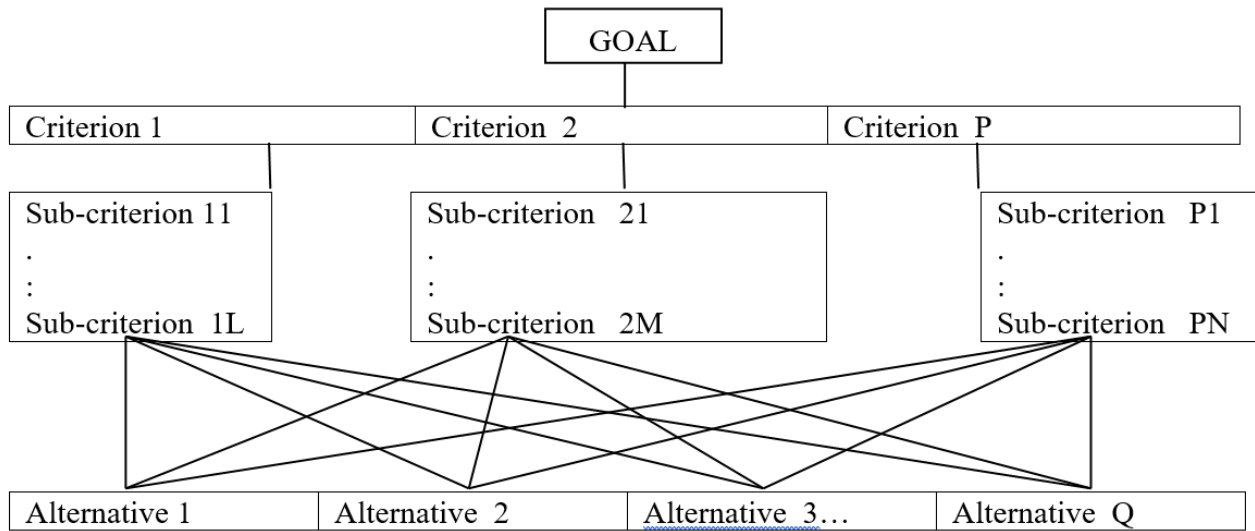 GOAL
Criterion 1 Criterion 2 Criterion P
Sub-criterion 11
.
:
Sub-criterion 1L
Sub-criterion 21
.
:
Sub-criterion 2M
Sub-criterion P1
.
:
Sub-criterion PN
Alternative 1 Alternative 2 Alternative 3… Alternative Q